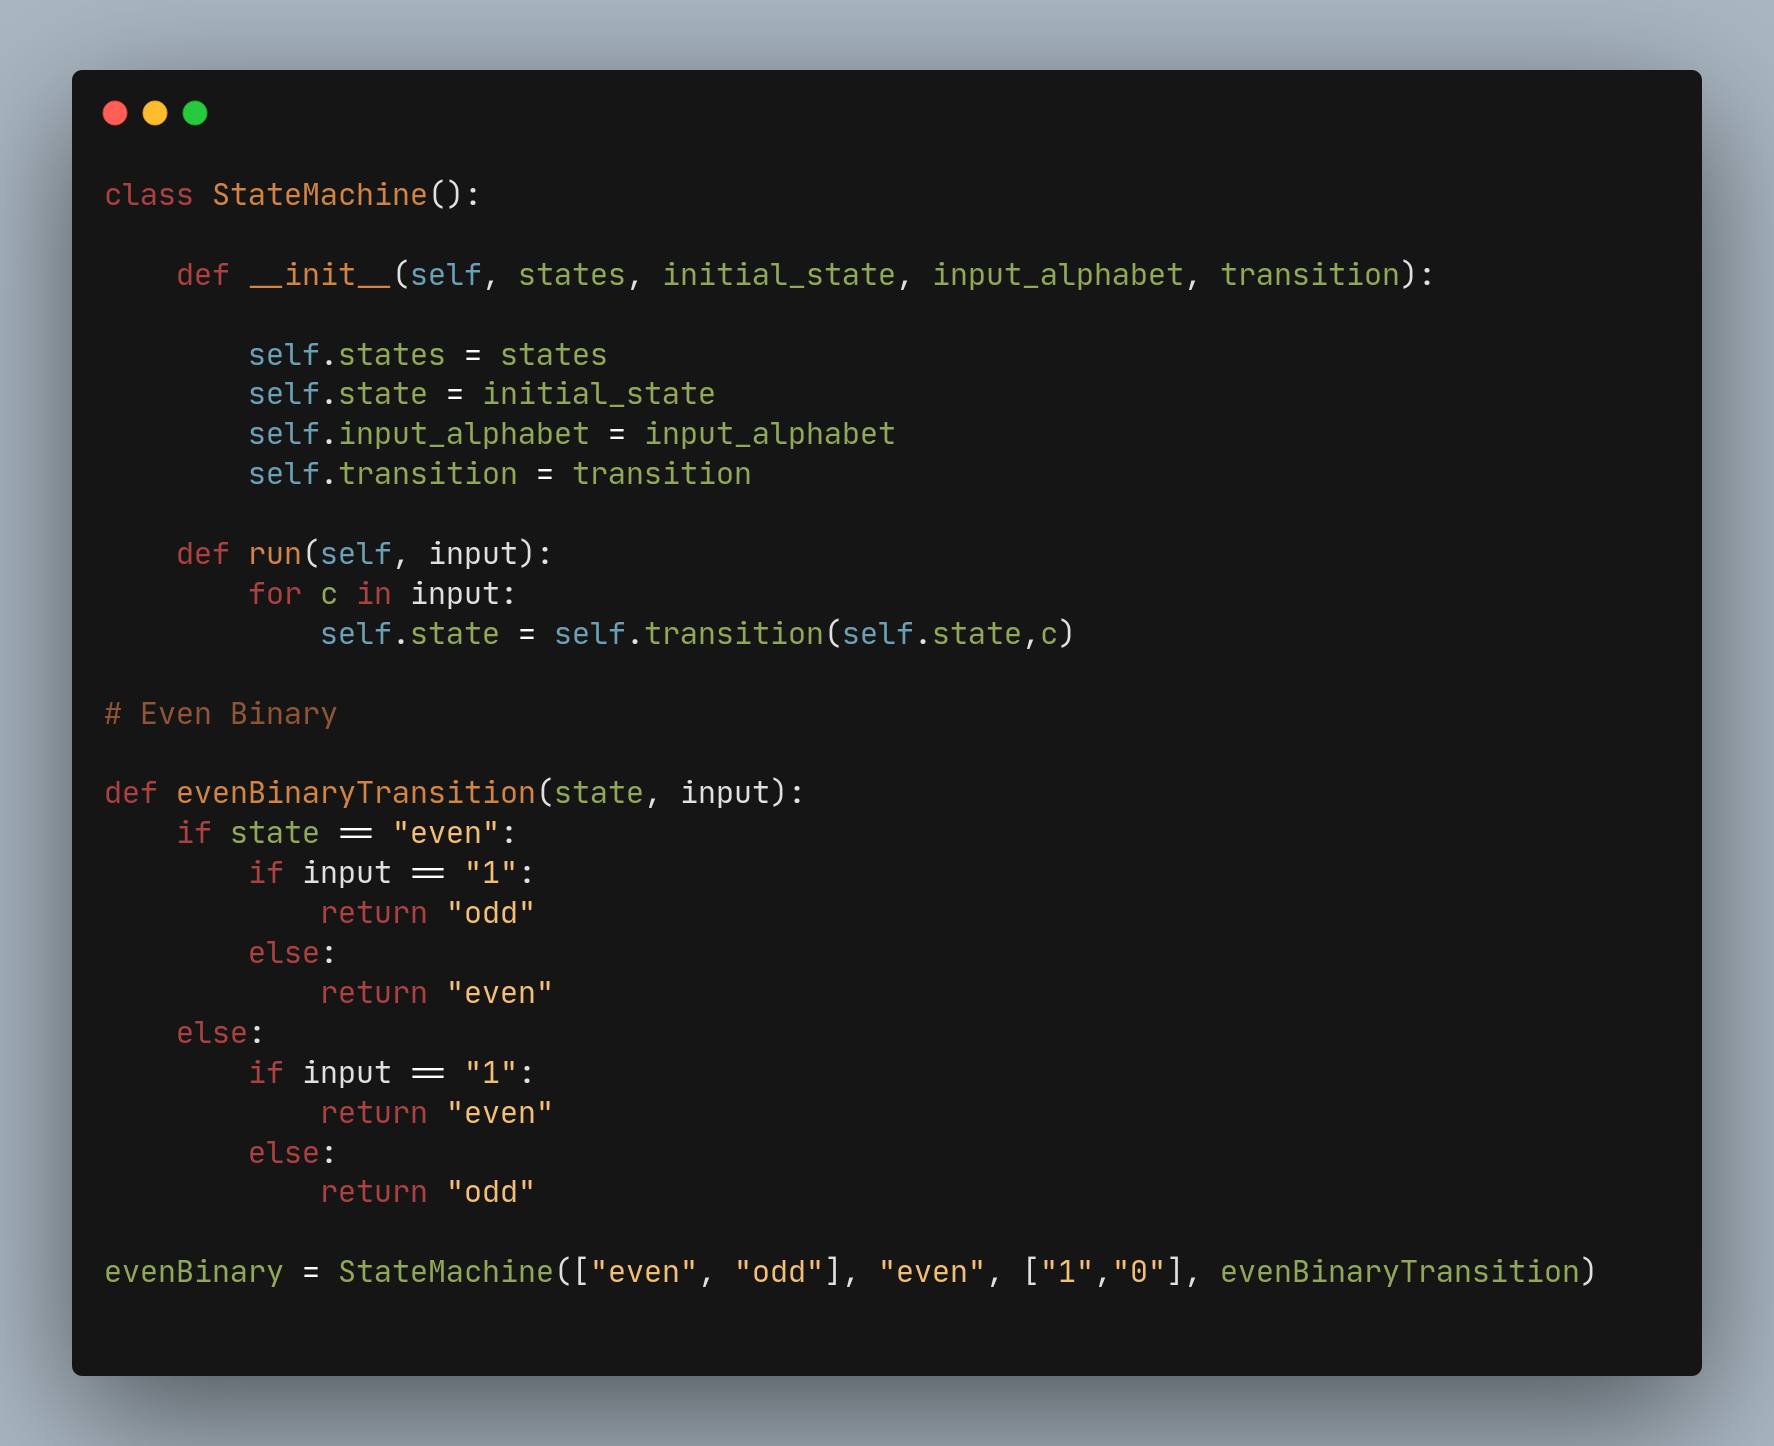 class StateMachine():
    def __init__(self, states, initial_state, input_alphabet, transition):
        self.states = states
        self.state = initial_state
        self.input_alphabet = input_alphabet
        self.transition = transition
    def run(self, input):
        for c in input:
            self.state = self.transition(self.state,c)
# Even Binary
def evenBinaryTransition(state, input):
    if state == "even":
        if input == "1":
            return "odd"
        else:
            return "even"
    else:
        if input == "1":
            return "even"
        else:
            return "odd"
evenBinary = StateMachine(["even", "odd"], "even", ["1","0"], evenBinaryTransition)